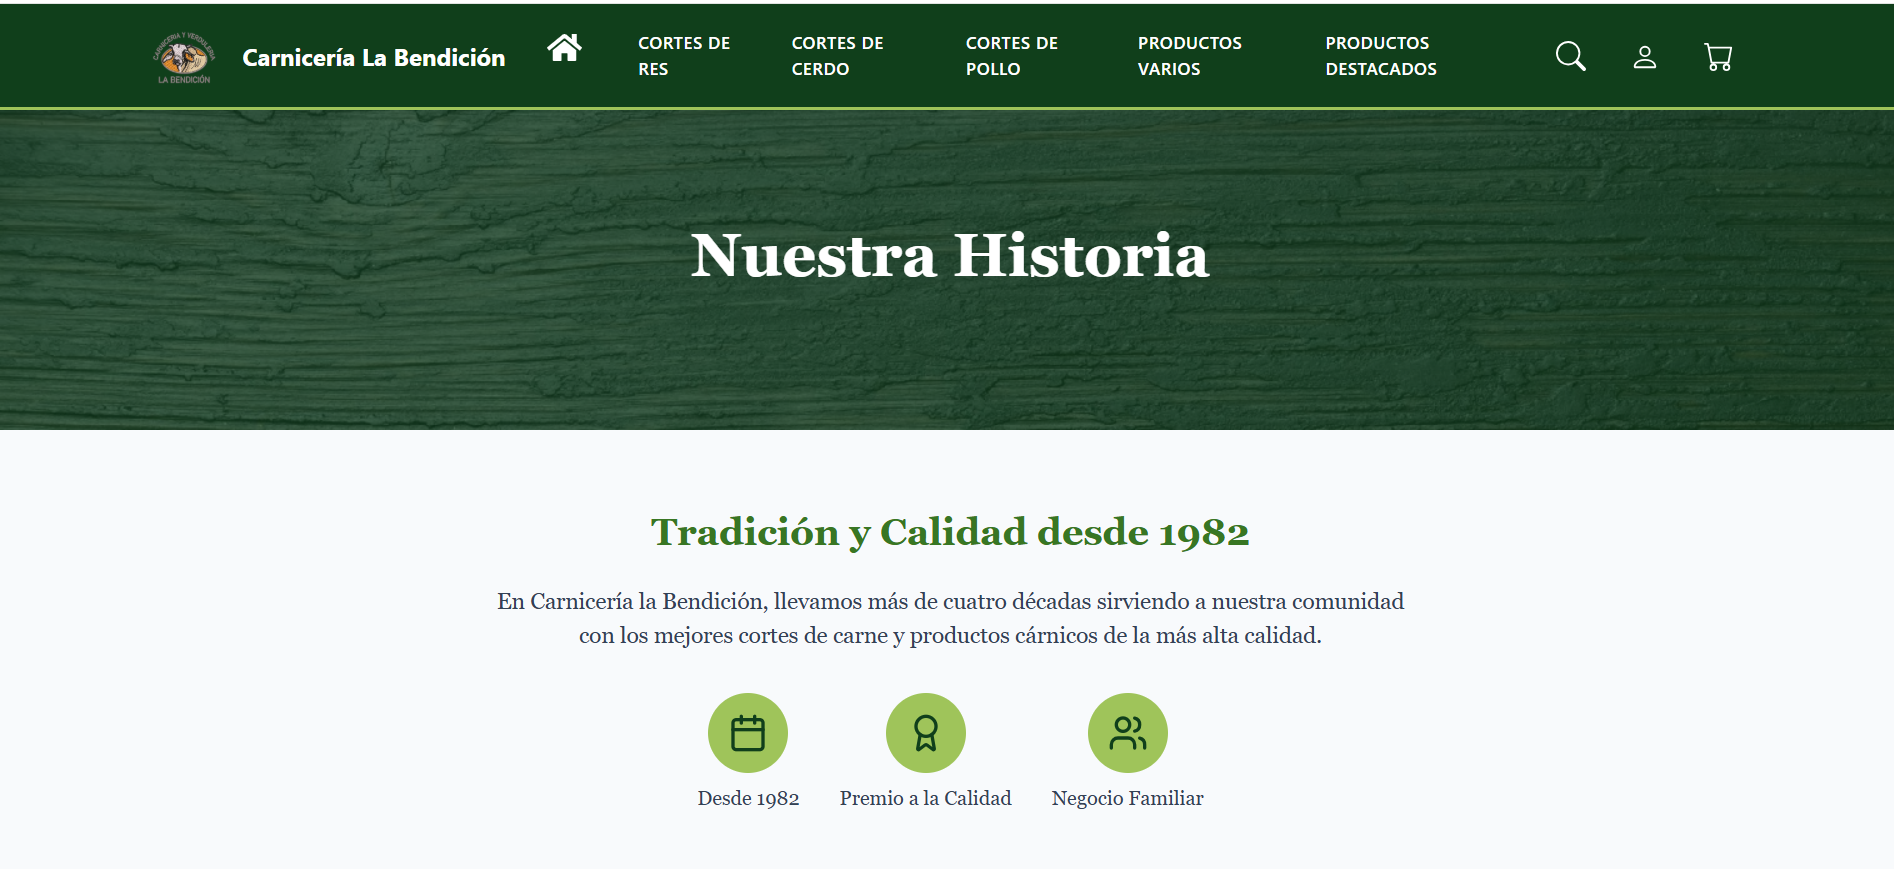 CARNICERIA Y VERDULERIA
LA BENDICIÓN
Carnicería La Bendición
CORTES DE
RES
CORTES DE
CERDO
CORTES DE
POLLO
PRODUCTOS
VARIOS
PRODUCTOS
DESTACADOS
Nuestra Historia
Tradición y Calidad desde 1982
En Carnicería la Bendición, llevamos más de cuatro décadas sirviendo a nuestra comunidad
con los mejores cortes de carne y productos cárnicos de la más alta calidad.
Desde 1982
Premio a la Calidad
Negocio Familiar